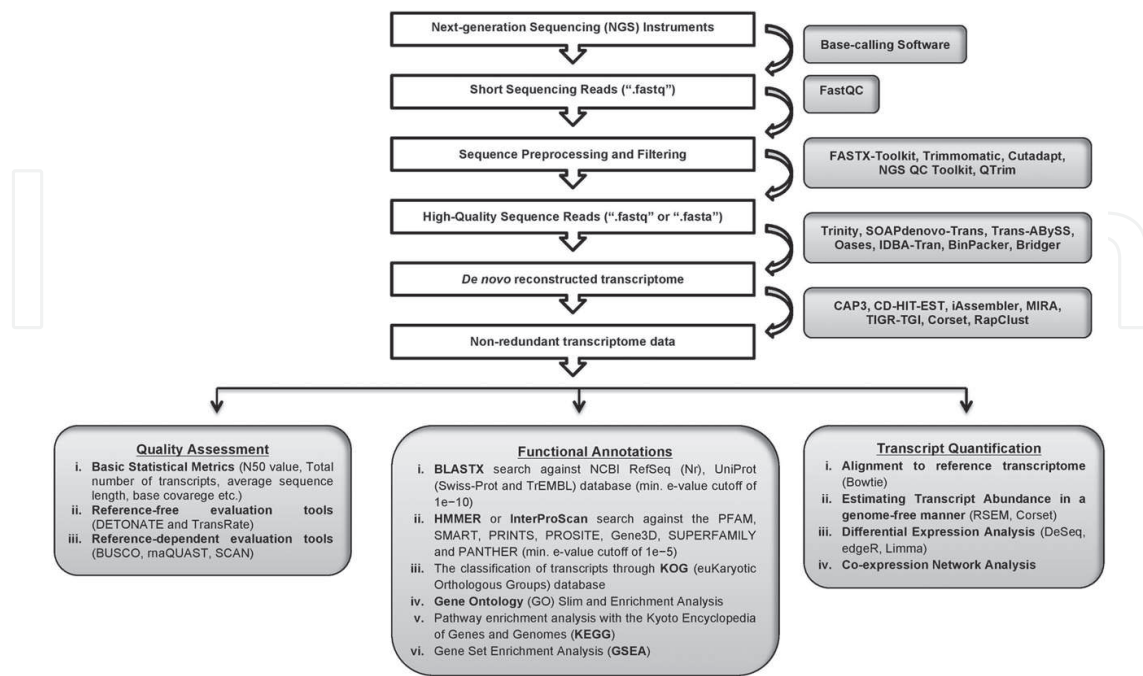 Next-generation Sequencing (NGS) Instruments
Base-calling Software
Short Sequencing Reads (“.fastq”)
FastQC
Sequence Preprocessing and Filtering
FASTX-Toolkit, Trimmomatic, Cutadapt,
NGS QC Toolkit, QTrim
High-Quality Sequence Reads (“.fastq” or “.fasta”)
Trinity, SOAPdenovo-Trans, Trans-ABySS,
Oases, IDBA-Tran, BinPacker, Bridger
De novo reconstructed transcriptome
CAP3, CD-HIT-EST, iAssembler, MIRA,
TIGR-TGI, Corset, RapClust
Non-redundant transcriptome data
Quality Assessment
i. Basic Statistical Metrics (N50 value, Total
number of transcripts, average sequence
length, base covarege etc.)
ii. Reference-free evaluation tools
(DETONATE and TransRate)
iii. Reference-dependent evaluation tools
(BUSCO, rnaQUAST, SCAN)
Functional Annotations
i. BLASTX search against NCBI RefSeq (Nr), UniProt
(Swiss-Prot and TrEMBL) database (min. e-value cutoff of
1e−10)
ii. HMMER or InterProScan search against the PFAM,
SMART, PRINTS, PROSITE, Gene3D, SUPERFAMILY
and PANTHER (min. e-value cutoff of 1e−5)
iii. The classification of transcripts through KOG (euKaryotic
Orthologous Groups) database
iv. Gene Ontology (GO) Slim and Enrichment Analysis
v. Pathway enrichment analysis with the Kyoto Encyclopedia
of Genes and Genomes (KEGG)
vi. Gene Set Enrichment Analysis (GSEA)
Transcript Quantification
i. Alignment to reference transcriptome
(Bowtie)
ii. Estimating Transcript Abundance in a
genome-free manner (RSEM, Corset)
iii. Differential Expression Analysis (DeSeq,
edgeR, Limma)
iv. Co-expression Network Analysis